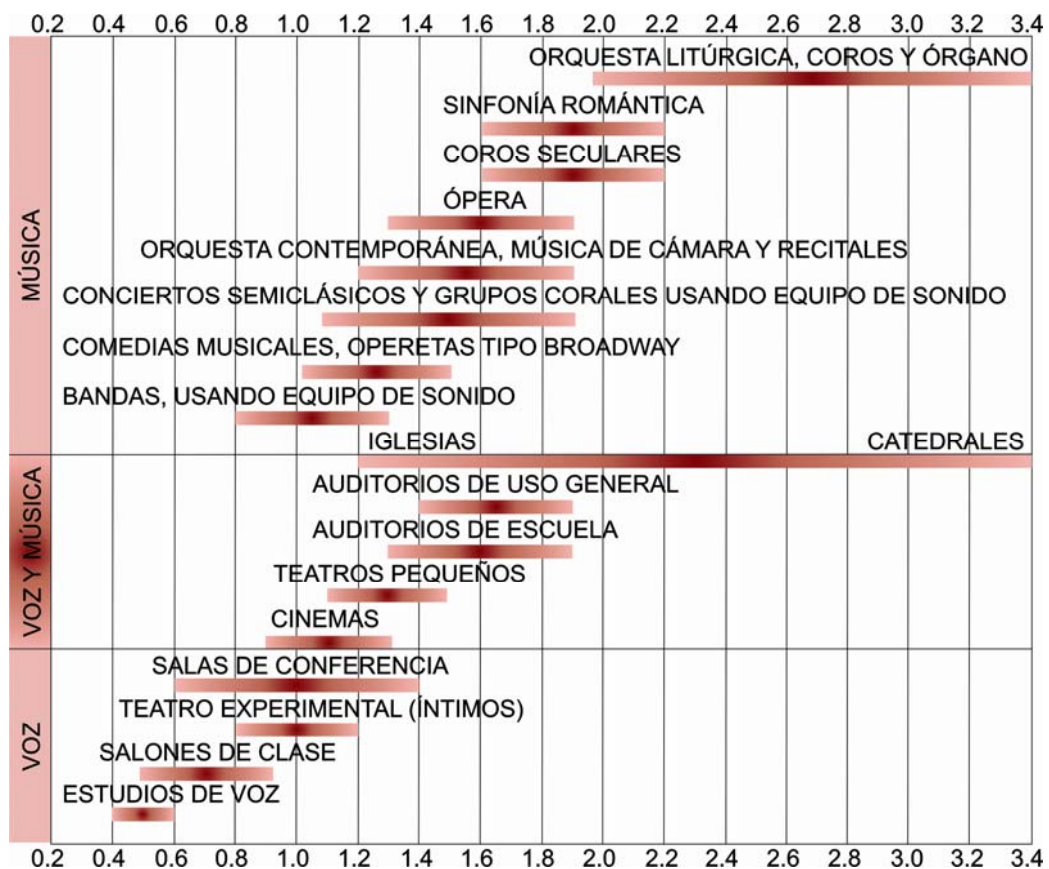 0.2 0.4 0.6 0.8 1.0 1.2 1.4 1.6 1.8 2.0 2.2 2.4 2.6 2.8 3.0 3.2 3.4
MÚSICA
ORQUESTA LITÚRGICA, COROS Y ÓRGANO
SINFONÍA ROMÁNTICA
COROS SECULARES
ÓPERA
ORQUESTA CONTEMPORÁNEA, MÚSICA DE CÁMARA Y RECITALES
CONCIERTOS SEMICLÁSICOS Y GRUPOS CORALES USANDO EQUIPO DE SONIDO
COMEDIAS MUSICALES, OPERETAS TIPO BROADWAY
BANDAS, USANDO EQUIPO DE SONIDO
IGLESIAS CATEDRALES
VOZ Y MÚSICA
AUDITORIOS DE USO GENERAL
AUDITORIOS DE ESCUELA
TEATROS PEQUEÑOS
CINEMAS
VOZ
SALAS DE CONFERENCIA
TEATRO EXPERIMENTAL (ÍNTIMOS)
SALONES DE CLASE
ESTUDIOS DE VOZ
0.2 0.4 0.6 0.8 1.0 1.2 1.4 1.6 1.8 2.0 2.2 2.4 2.6 2.8 3.0 3.2 3.4